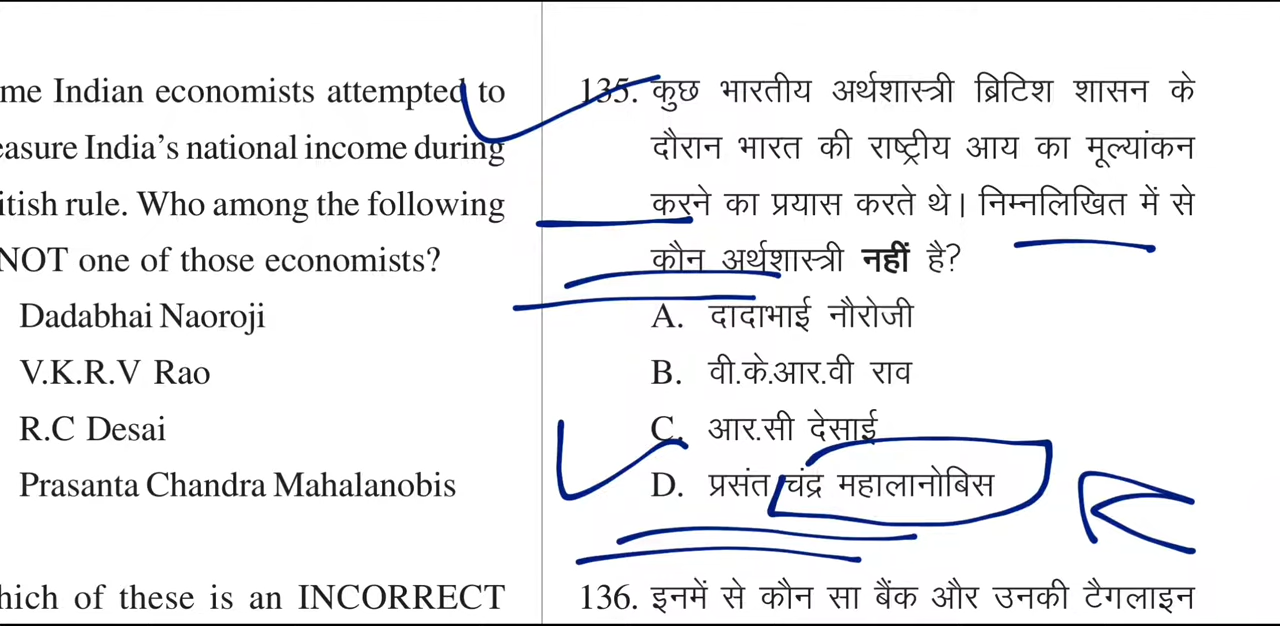 me Indian economists attempted to
easure India's national income during
itish rule. Who among the following
NOT one of those economists?
Dadabhai Naoroji
V.K.R.V Rao
R.C Desai
Prasanta Chandra Mahalanobis
hich of these is an INCORRECT
135. कुछ भारतीय अर्थशास्त्री ब्रिटिश शासन के
दौरान भारत की राष्ट्रीय आय का मूल्यांकन
करने का प्रयास करते थे। निम्नलिखित में से
कौन अर्थशास्त्री नहीं है?
A. दादाभाई नौरोजी
B. वी.के.आर.वी राव
C. आर.सी देसाई
D. प्रसंत चंद्र महालानोबिस
136. इनमें से कौन सा बैंक और उनकी टैगलाइन